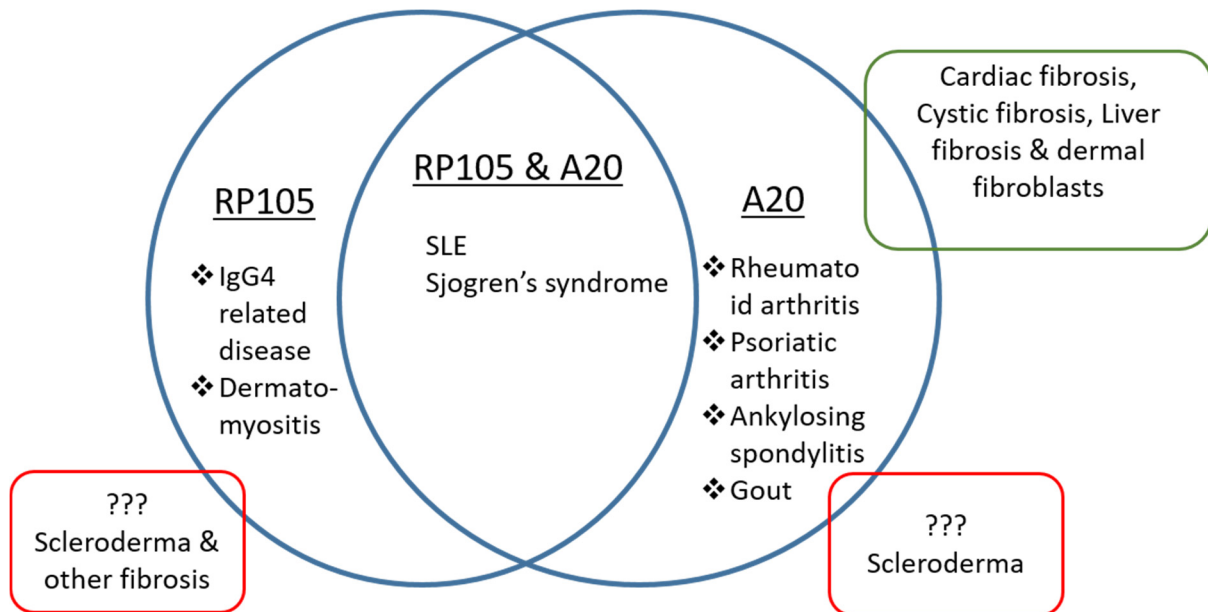 Cardiac fibrosis,
Cystic fibrosis, Liver
fibrosis & dermal
fibroblasts
RP105
❖ IgG4
related
disease
❖ Dermato-
myositis
RP105 & A20
SLE
Sjogren’s syndrome
A20
❖ Rheumato
id arthritis
❖ Psoriatic
arthritis
❖ Ankylosing
spondylitis
❖ Gout
???
Scleroderma &
other fibrosis
???
Scleroderma